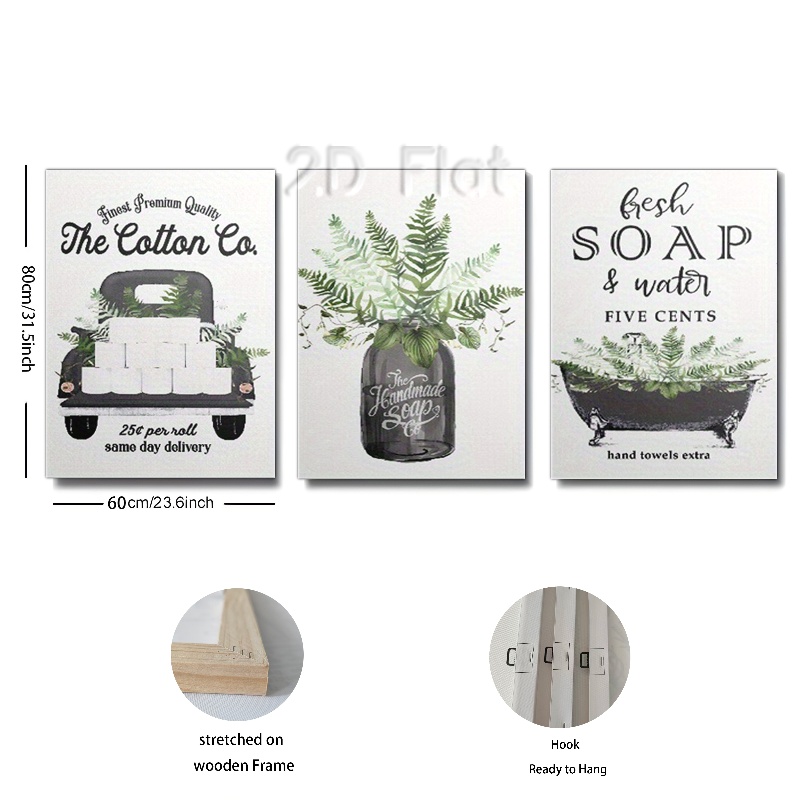 2D Flat
80cm/31.5inch
Finest Premium Quality
The Cotton Co.
25¢ per roll
same day delivery
60cm/23.6inch
The
Handmade
Soap
Co.
fresh
SOAP
& water
FIVE CENTS
hand towels extra
stretched on
wooden Frame
Hook
Ready to Hang